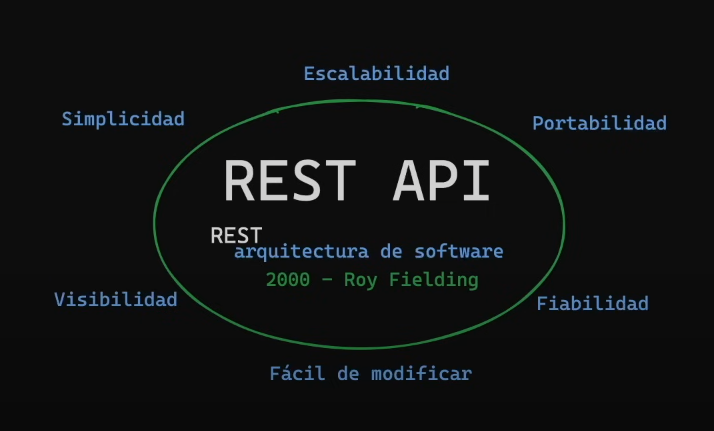 Escalabilidad
Simplicidad
Portabilidad
REST API
REST
arquitectura de software
2000 – Roy Fielding
Visibilidad
Fiabilidad
Fácil de modificar